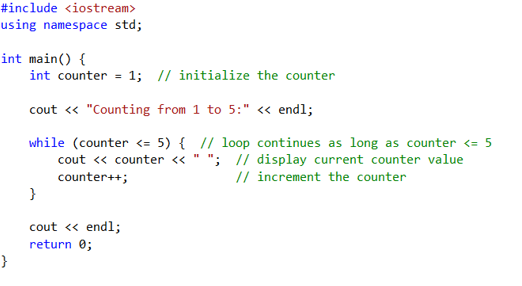 #include <iostream>
using namespace std;

int main() {
    int counter = 1;  // initialize the counter

    cout << "Counting from 1 to 5:" << endl;

    while (counter <= 5) {  // loop continues as long as counter <= 5
        cout << counter << " ";  // display current counter value
        counter++;               // increment the counter
    }

    cout << endl;
    return 0;
}